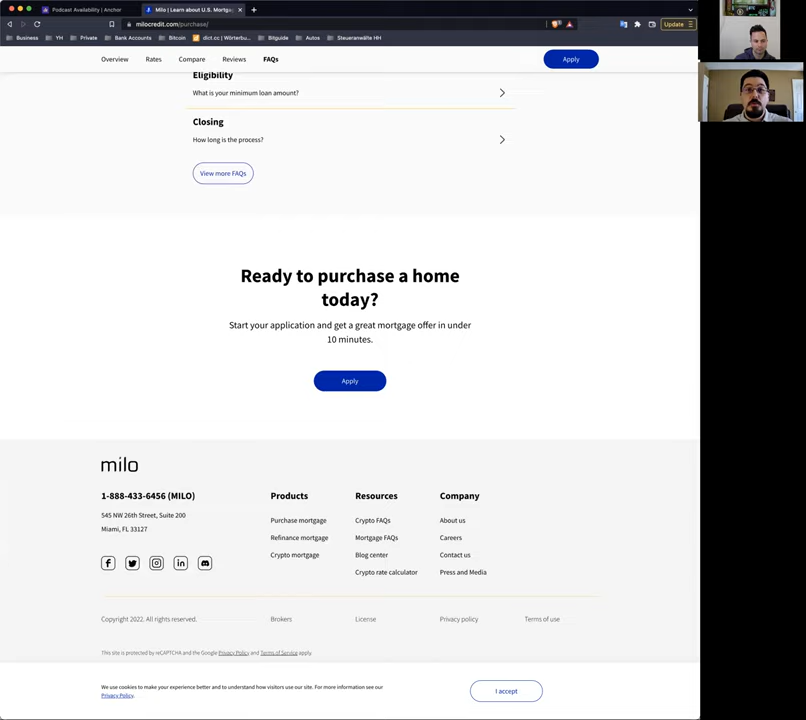 Podcast Availability | Anchor
Milo | Learn about U.S. Mortg
milocredit.com/purchase/
Update
Business
YH
Private
Bank Accounts
Bitcoin
dict.cc | Wörterbu...
Bitguide
Autos
Steueranwälte HH
Overview
Rates
Compare
Reviews
FAQs
Apply
Eligibility
What is your minimum loan amount?
Closing
How long is the process?
View more FAQs
Ready to purchase a home
today?
Start your application and get a great mortgage offer in under
10 minutes.
Apply
milo
1-888-433-6456 (MILO)
545 NW 26th Street, Suite 200
Miami, FL 33127
Products
Purchase mortgage
Refinance mortgage
Crypto mortgage
Resources
Crypto FAQs
Mortgage FAQs
Blog center
Crypto rate calculator
Company
About us
Careers
Contact us
Press and Media
Copyright 2022. All rights reserved.
Brokers
License
Privacy policy
Terms of use
This site is protected by reCAPTCHA and the Google Privacy Policy and Terms of Service apply.
We use cookies to make your experience better and to understand how visitors use our site. For more information see our
Privacy Policy.
I accept